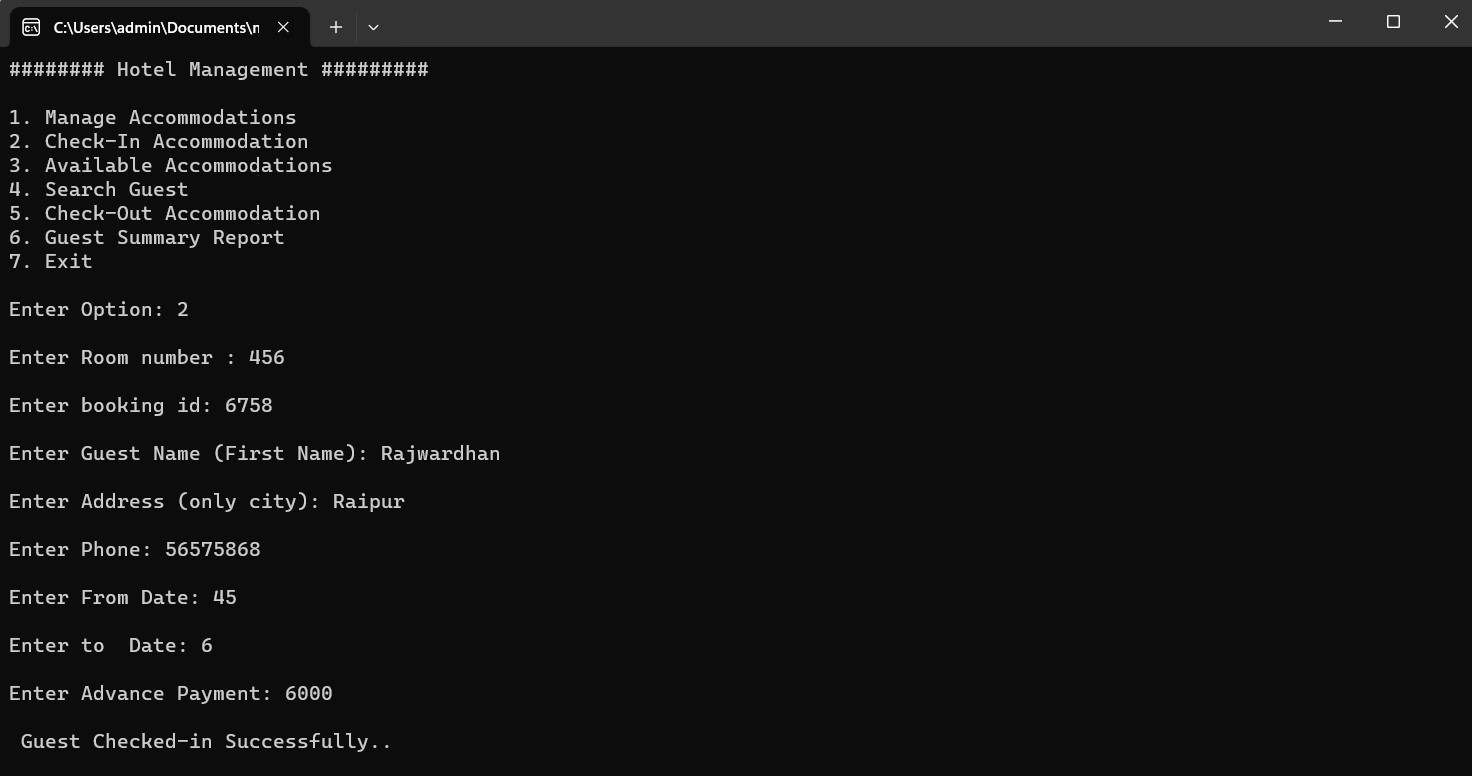 C:\Users\admin\Documents\n
######## Hotel Management #########
1. Manage Accommodations
2. Check-In Accommodation
3. Available Accommodations
4. Search Guest
5. Check-Out Accommodation
6. Guest Summary Report
7. Exit
Enter Option: 2
Enter Room number : 456
Enter booking id: 6758
Enter Guest Name (First Name): Rajwardhan
Enter Address (only city): Raipur
Enter Phone: 56575868
Enter From Date: 45
Enter to  Date: 6
Enter Advance Payment: 6000
Guest Checked-in Successfully..